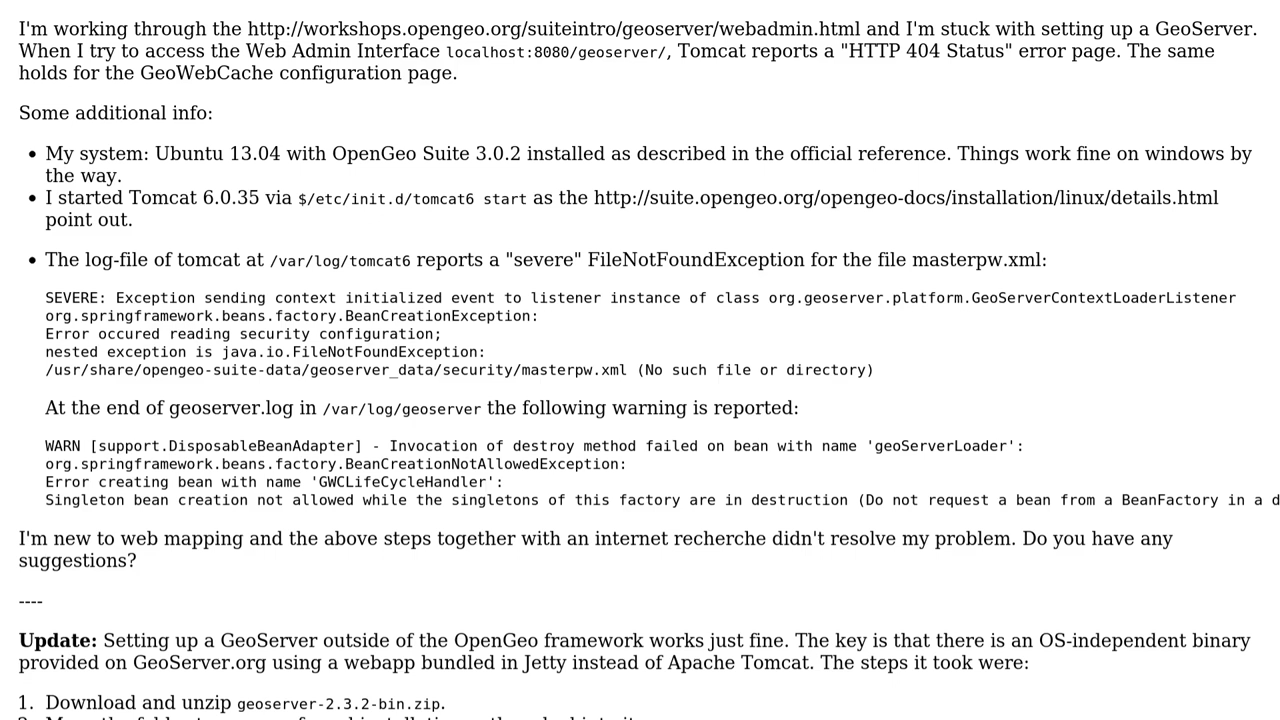 I'm working through the http://workshops.opengeo.org/suiteintro/geoserver/webadmin.html and I'm stuck with setting up a GeoServer.
When I try to access the Web Admin Interface localhost:8080/geoserver/, Tomcat reports a "HTTP 404 Status" error page. The same
holds for the GeoWebCache configuration page.
Some additional info:
• My system: Ubuntu 13.04 with OpenGeo Suite 3.0.2 installed as described in the official reference. Things work fine on windows by
the way.
• I started Tomcat 6.0.35 via $/etc/init.d/tomcat6 start as the http://suite.opengeo.org/opengeo-docs/installation/linux/details.html
point out.
• The log-file of tomcat at /var/log/tomcat6 reports a "severe" FileNotFoundException for the file masterpw.xml:
SEVERE: Exception sending context initialized event to listener instance of class org.geoserver.platform.GeoServerContextLoaderListener
org.springframework.beans.factory.BeanCreationException:
Error occured reading security configuration;
nested exception is java.io.FileNotFoundException:
/usr/share/opengeo-suite-data/geoserver_data/security/masterpw.xml (No such file or directory)
At the end of geoserver.log in /var/log/geoserver the following warning is reported:
WARN [support.DisposableBeanAdapter] - Invocation of destroy method failed on bean with name 'geoServerLoader':
org.springframework.beans.factory.BeanCreationNotAllowedException:
Error creating bean with name 'GWCLifeCycleHandler':
Singleton bean creation not allowed while the singletons of this factory are in destruction (Do not request a bean from a BeanFactory in a d
I'm new to web mapping and the above steps together with an internet recherche didn't resolve my problem. Do you have any
suggestions?
----
Update: Setting up a GeoServer outside of the OpenGeo framework works just fine. The key is that there is an OS-independent binary
provided on GeoServer.org using a webapp bundled in Jetty instead of Apache Tomcat. The steps it took were:
1. Download and unzip geoserver-2.3.2-bin.zip.